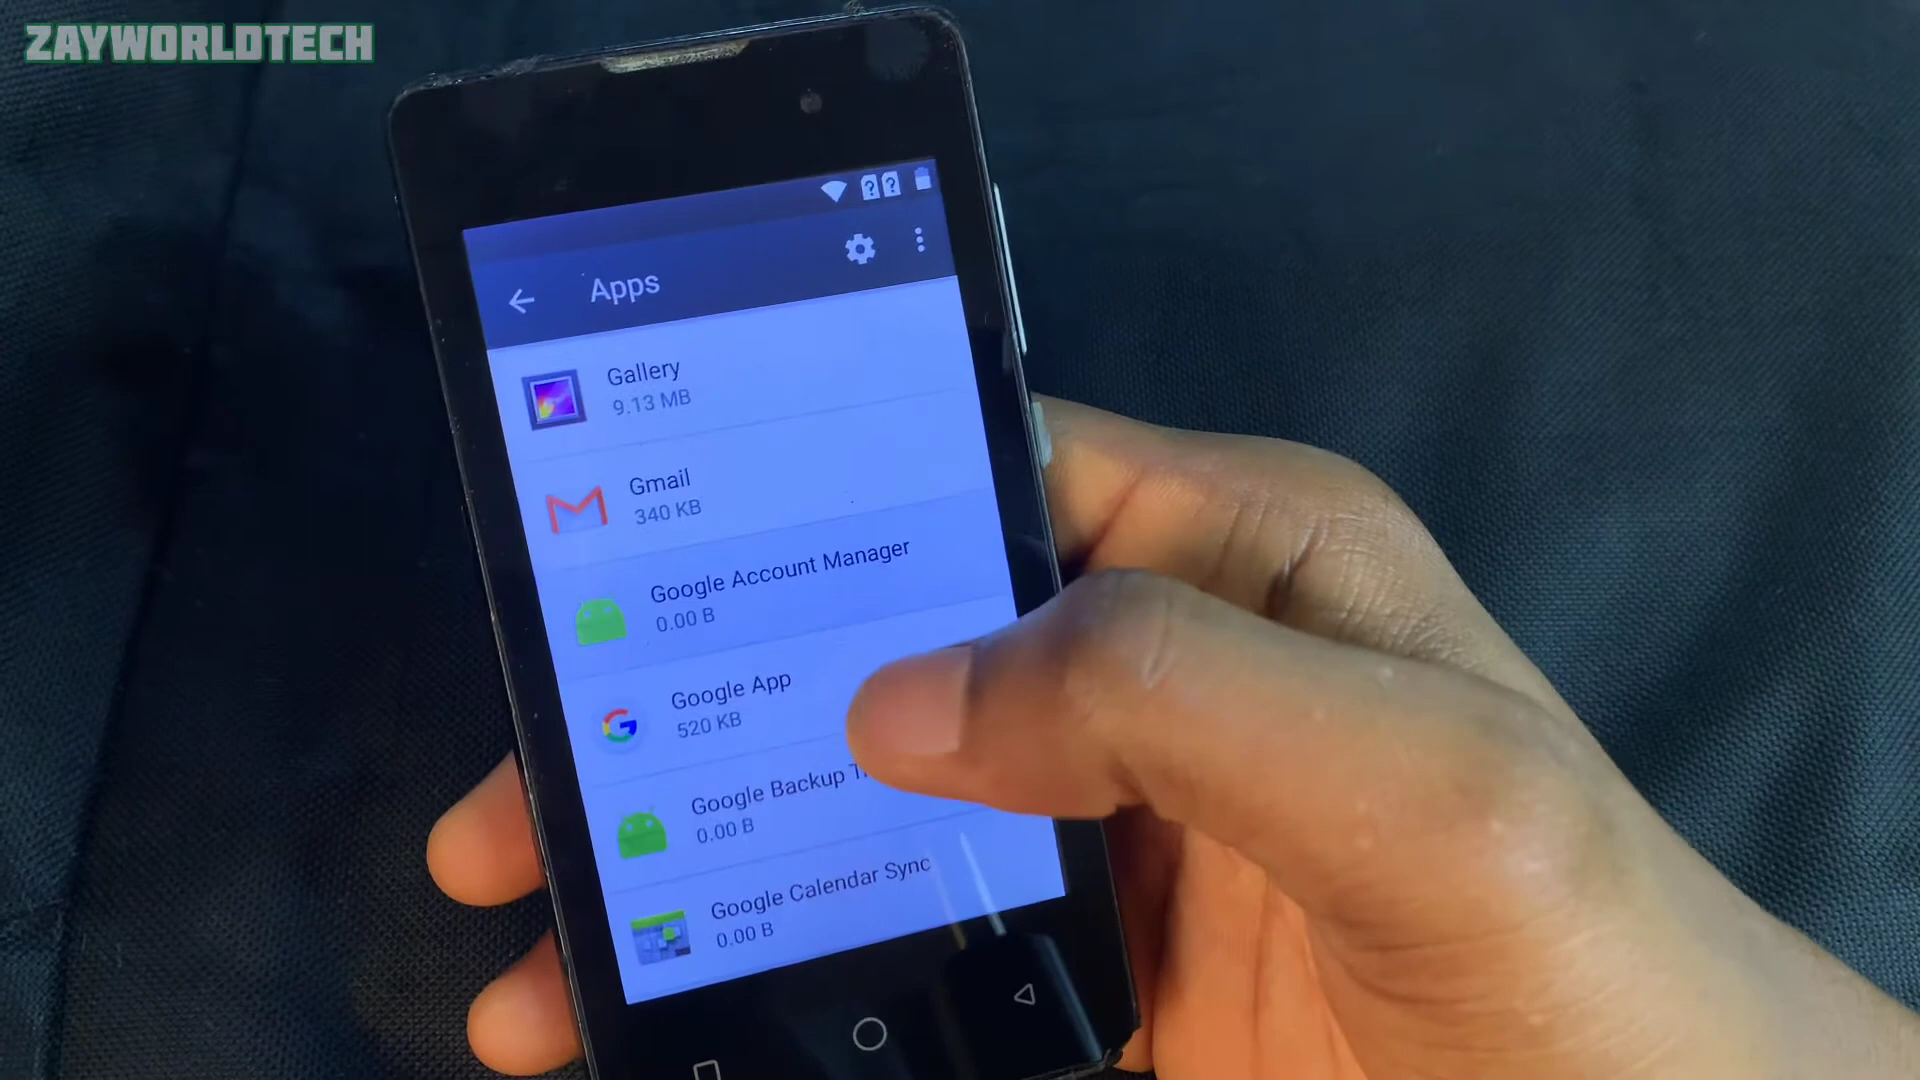 ZAYWORLDTECH
Apps
Gallery
9.13 MB
Gmail
340 KB
Google Account Manager
0.00 B
Google App
520 KB
Google Backup
0.00 B
Google Calendar Sync
0.00 B